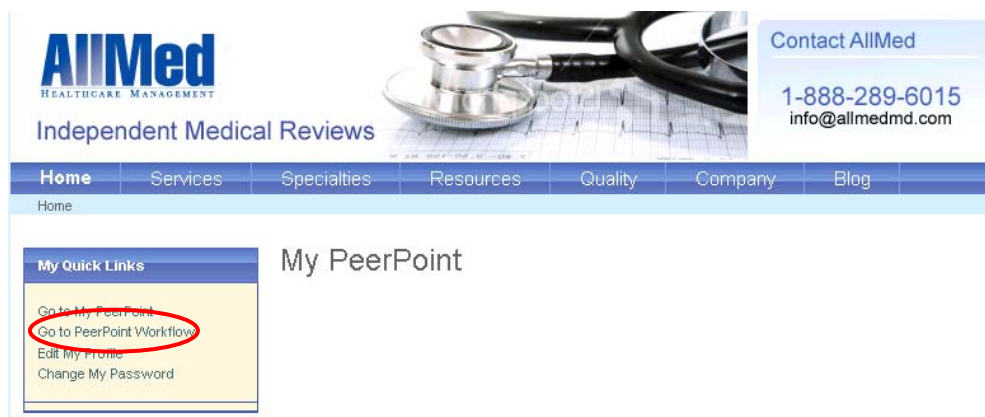 AllMed
HEALTHCARE MANAGEMENT
Independent Medical Reviews
Contact AllMed
1-888-289-6015
info@allmedmd.com
Home Services Specialties Resources Quality Company Blog
Home
My Quick Links
My PeerPoint
Go to My PeerPoint
Go to PeerPoint Workflow
Edit My Profile
Change My Password